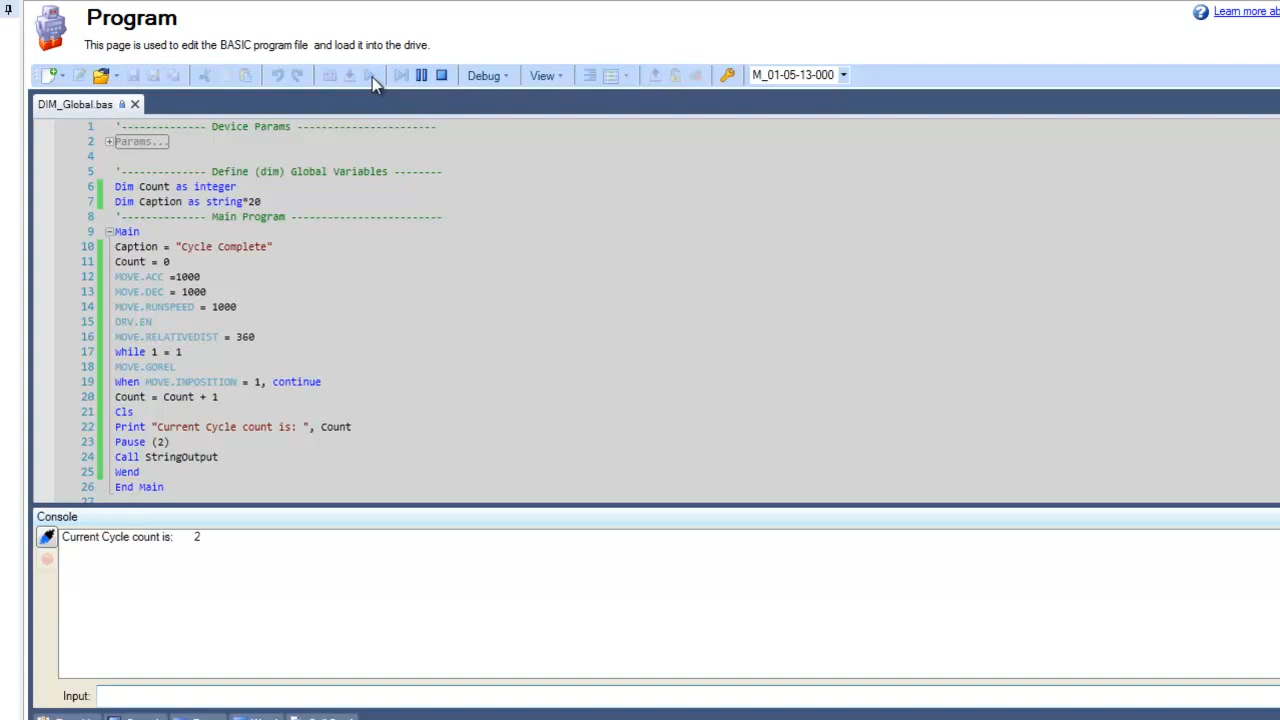 Program
Learn more ab
This page is used to edit the BASIC program file and load it into the drive.
Debug View M_01-05-13-000
DIM_Global.bas
1 '-------------- Device Params -----------------------
2 Params...
4
5 '-------------- Define (dim) Global Variables --------
6 Dim Count as integer
7 Dim Caption as string*20
8 '-------------- Main Program -------------------------
9 Main
10 Caption = "Cycle Complete"
11 Count = 0
12 MOVE.ACC =1000
13 MOVE.DEC = 1000
14 MOVE.RUNSPEED = 1000
15 DRV.EN
16 MOVE.RELATIVEDIST = 360
17 While 1 = 1
18 MOVE.GOREL
19 When MOVE.INPOSITION = 1, continue
20 Count = Count + 1
21 Cls
22 Print "Current Cycle count is: ", Count
23 Pause (2)
24 Call StringOutput
25 Wend
26 End Main
27
Console
Current Cycle count is: 2
Input: